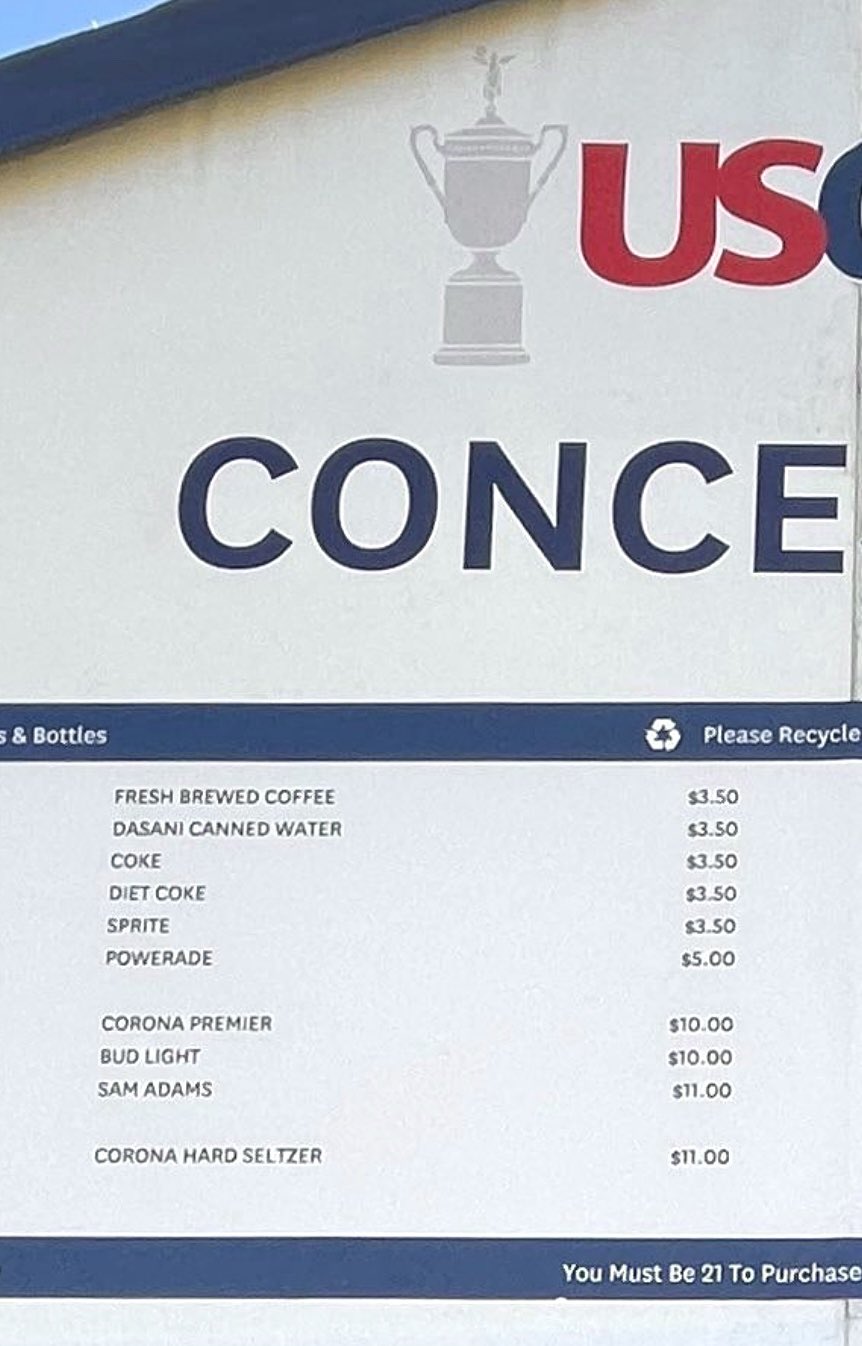 US
CONCE
s & Bottles Please Recycle
FRESH BREWED COFFEE $3.50
DASANI CANNED WATER $3.50
COKE $3.50
DIET COKE $3.50
SPRITE $3.50
POWERADE $5.00
CORONA PREMIER $10.00
BUD LIGHT $10.00
SAM ADAMS $11.00
CORONA HARD SELTZER $11.00
You Must Be 21 To Purchase